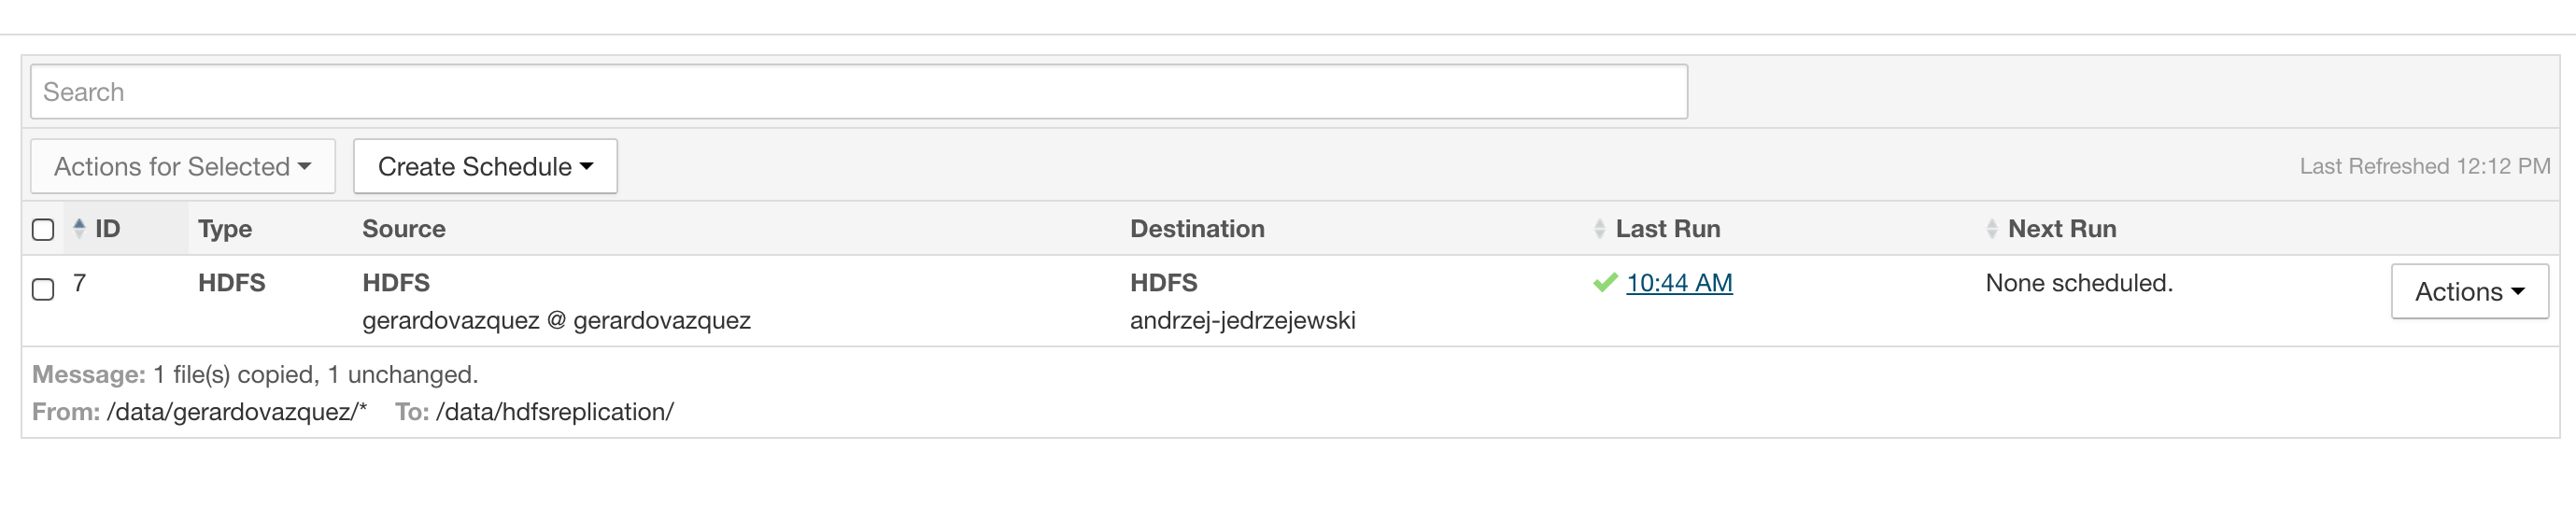 Search
Actions for Selected Create Schedule Last Refreshed 12:12 PM
ID Type Source Destination Last Run Next Run
7 HDFS HDFS HDFS 10:44 AM None scheduled. Actions
gerardovazquez @ gerardovazquez andrzej-jedrzejewski
Message: 1 file(s) copied, 1 unchanged.
From: /data/gerardovazquez/* To: /data/hdfsreplication/